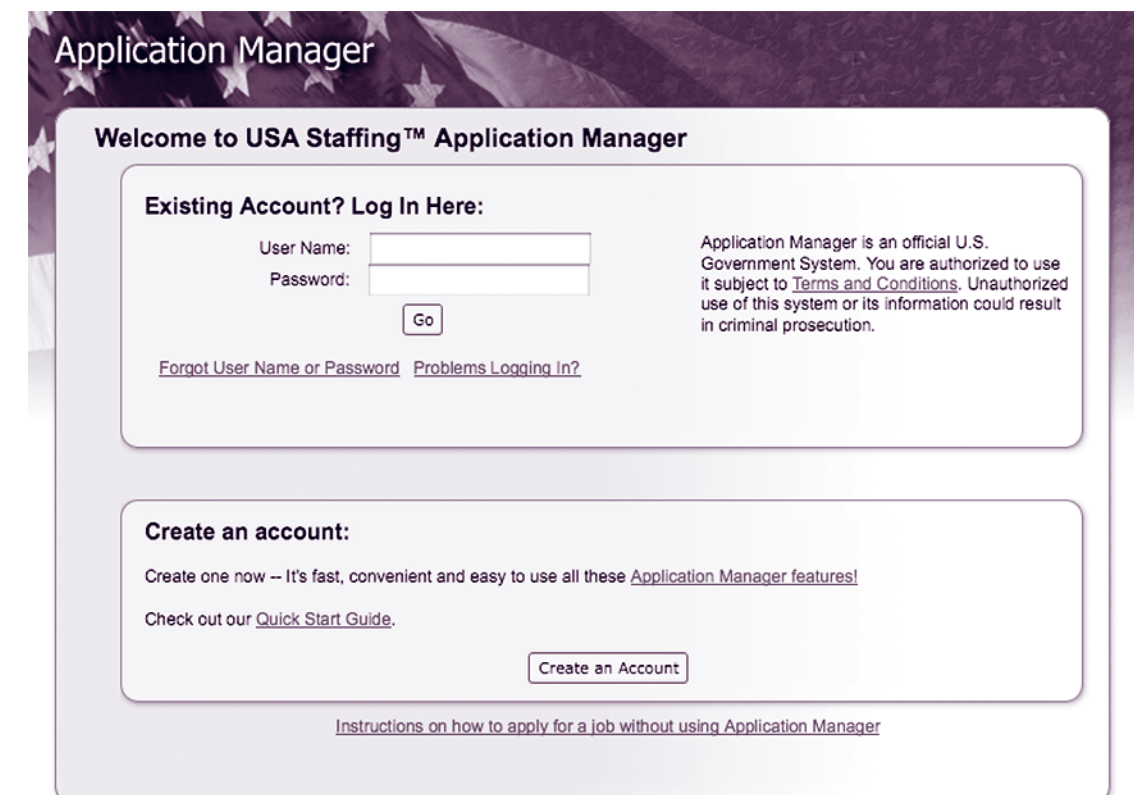 Application Manager
Welcome to USA Staffing™ Application Manager
Existing Account? Log In Here:
User Name:
Password:
Go
Forgot User Name or Password Problems Logging In?
Application Manager is an official U.S.
Government System. You are authorized to use
it subject to Terms and Conditions. Unauthorized
use of this system or its information could result
in criminal prosecution.
Create an account:
Create one now -- It's fast, convenient and easy to use all these Application Manager features!
Check out our Quick Start Guide.
Create an Account
Instructions on how to apply for a job without using Application Manager